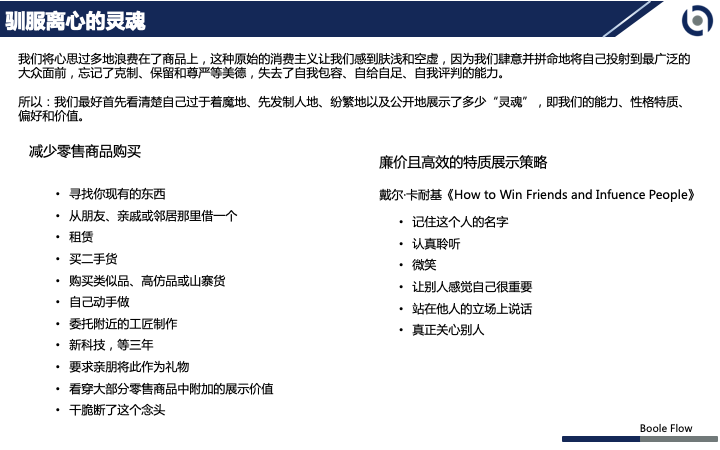 驯服离心的灵魂
我们将心思过多地浪费在了商品上，这种原始的消费主义让我们感到肤浅和空虚，因为我们肆意并拼命地将自己投射到最广泛的
大众面前，忘记了克制、保留和尊严等美德，失去了自我包容、自给自足、自我评判的能力。
所以：我们最好首先看清楚自己过于着魔地、先发制人地、纷繁地以及公开地展示了多少“灵魂”，即我们的能力、性格特质、
偏好和价值。
减少零售商品购买
• 寻找你现有的东西
• 从朋友、亲戚或邻居那里借一个
• 租赁
• 买二手货
• 购买类似品、高仿品或山寨货
• 自己动手做
• 委托附近的工匠制作
• 新科技，等三年
• 要求亲朋将此作为礼物
• 看穿大部分零售商品中附加的展示价值
• 干脆断了这个念头
廉价且高效的特质展示策略
戴尔·卡耐基《How to Win Friends and Infuence People》
• 记住这个人的名字
• 认真聆听
• 微笑
• 让别人感觉自己很重要
• 站在他人的立场上说话
• 真正关心别人
Boole Flow